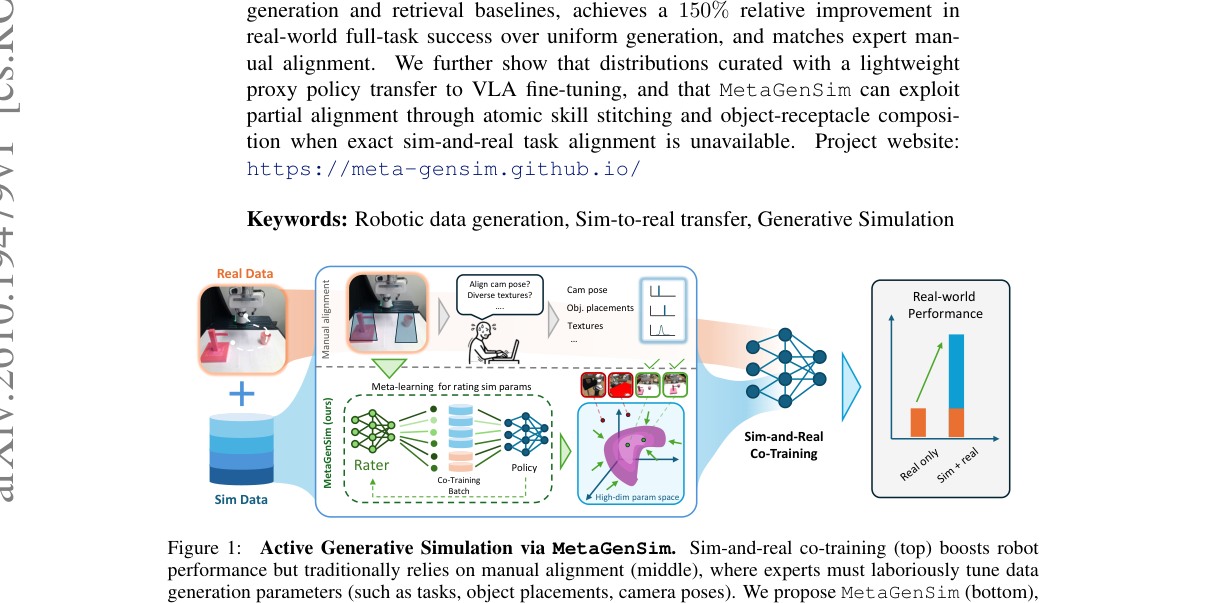 generation and retrieval baselines, achieves a 150% relative improvement in
real-world full-task success over uniform generation, and matches expert man-
ual alignment. We further show that distributions curated with a lightweight
proxy policy transfer to VLA fine-tuning, and that MetaGenSim can exploit
partial alignment through atomic skill stitching and object-receptacle composi-
tion when exact sim-and-real task alignment is unavailable. Project website:
https://meta-gensim.github.io/
Keywords: Robotic data generation, Sim-to-real transfer, Generative Simulation
Real Data
Sim Data
Manual alignment
Align cam pose?
Diverse textures?
....
Cam pose
Obj. placements
Textures
...
MetaGenSim (ours)
Meta-learning for rating sim params
Rater
Co-Training
Batch
Policy
High-dim param space
Sim-and-Real
Co-Training
Real-world
Performance
Real only
Sim + real
Figure 1: Active Generative Simulation via MetaGenSim. Sim-and-real co-training (top) boosts robot
performance but traditionally relies on manual alignment (middle), where experts must laboriously tune data
generation parameters (such as tasks, object placements, camera poses). We propose MetaGenSim (bottom),